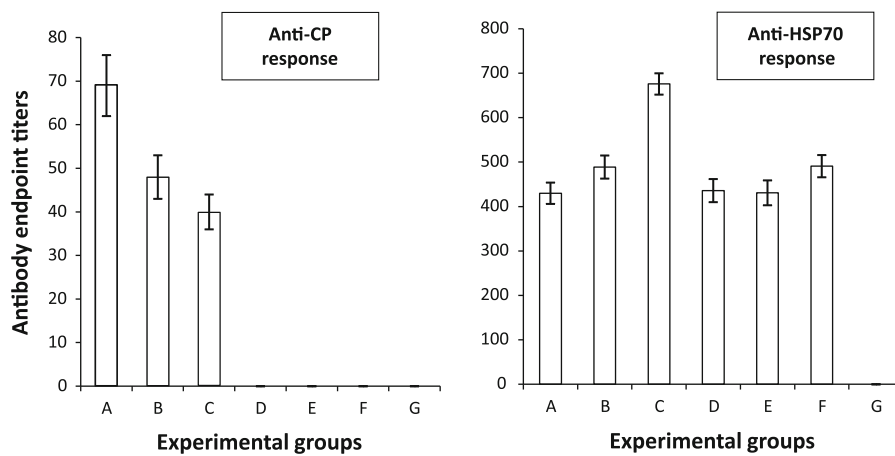 Anti-CP
response
Antibody endpoint titers
80
70
60
50
40
30
20
10
0
A B C D E F G
Experimental groups
Anti-HSP70
response
800
700
600
500
400
300
200
100
0
A B C D E F G
Experimental groups